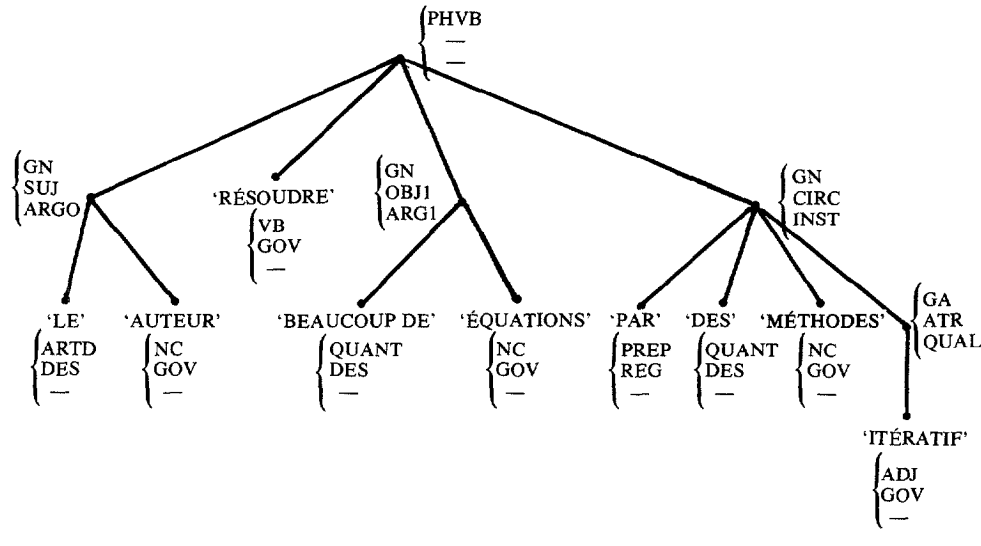 PHVB
—
—
GN
SUJ
ARGO
'RÉSOUDRE'
VB
GOV
—
GN
OBJ1
ARG1
GN
CIRC
INST
'LE'
ARTD
DES
—
'AUTEUR'
NC
GOV
—
'BEAUCOUP DE'
QUANT
DES
—
'ÉQUATIONS'
NC
GOV
—
'PAR'
PREP
REG
—
'DES'
QUANT
DES
—
'MÉTHODES'
NC
GOV
—
GA
ATR
QUAL
'ITÉRATIF'
ADJ
GOV
—